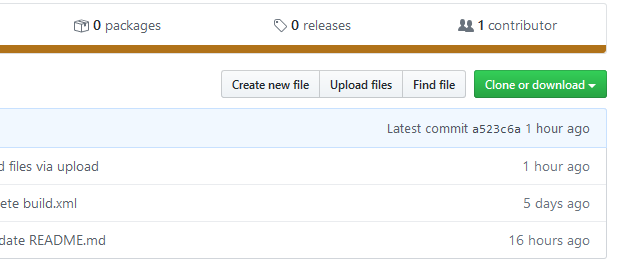 0 packages 0 releases 1 contributor
Create new file Upload files Find file Clone or download
Latest commit a523c6a 1 hour ago
files via upload 1 hour ago
build.xml 5 days ago
README.md 16 hours ago